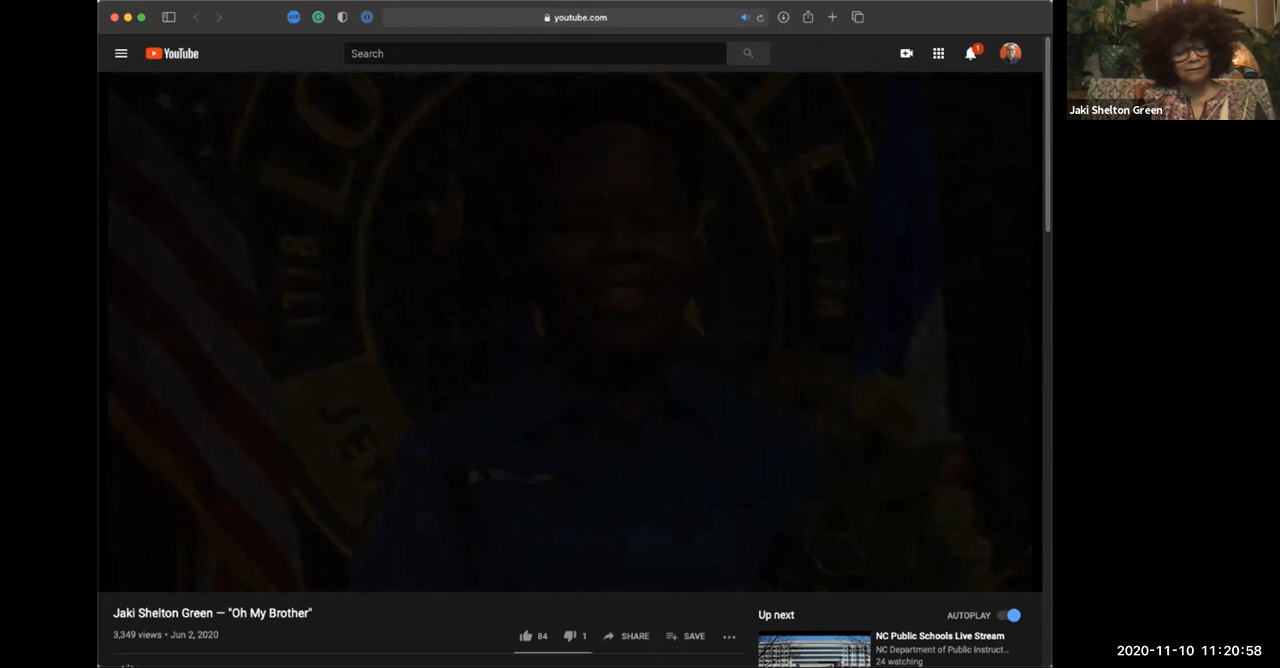 youtube.com
YouTube
Search
1
Jaki Shelton Green
Jaki Shelton Green — "Oh My Brother"
3,349 views • Jun 2, 2020
84
1
SHARE
SAVE
Up next
AUTOPLAY
NC Public Schools Live Stream
NC Department of Public Instruct...
24 watching
2020-11-10 11:20:58